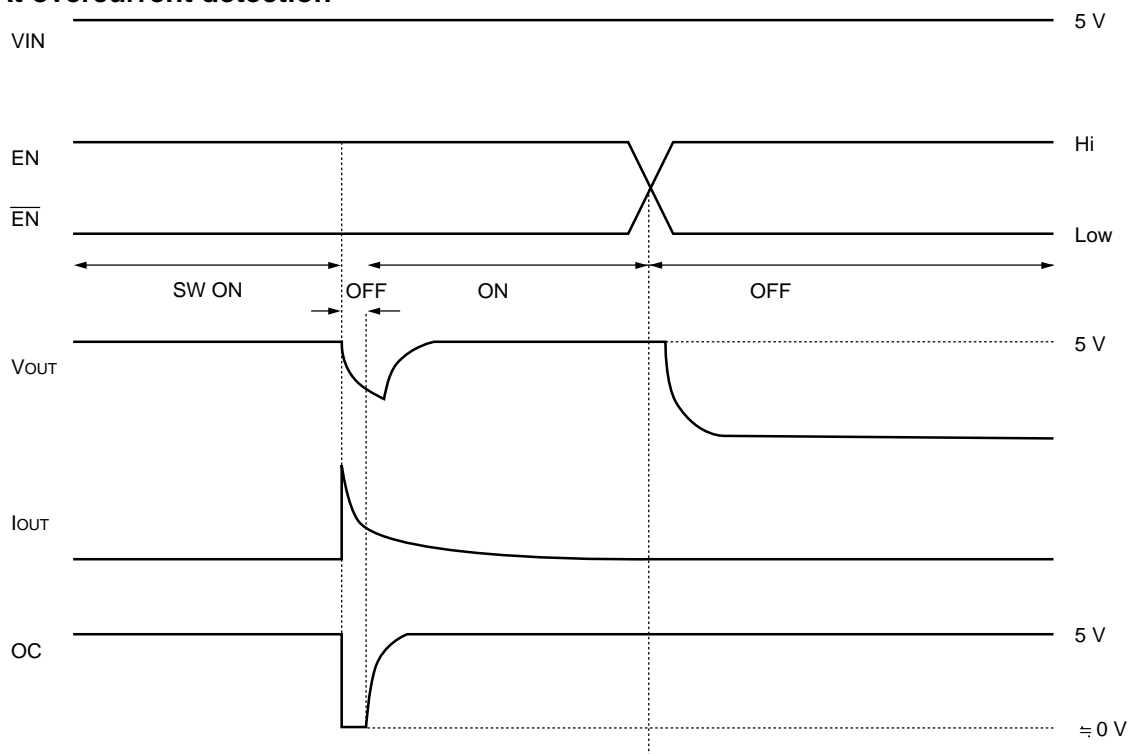 overcurrent detection
VIN
5 V
EN
Hi
EN
Low
SW ON
OFF
ON
OFF
VOUT
5 V
IOUT
OC
5 V
≒ 0 V